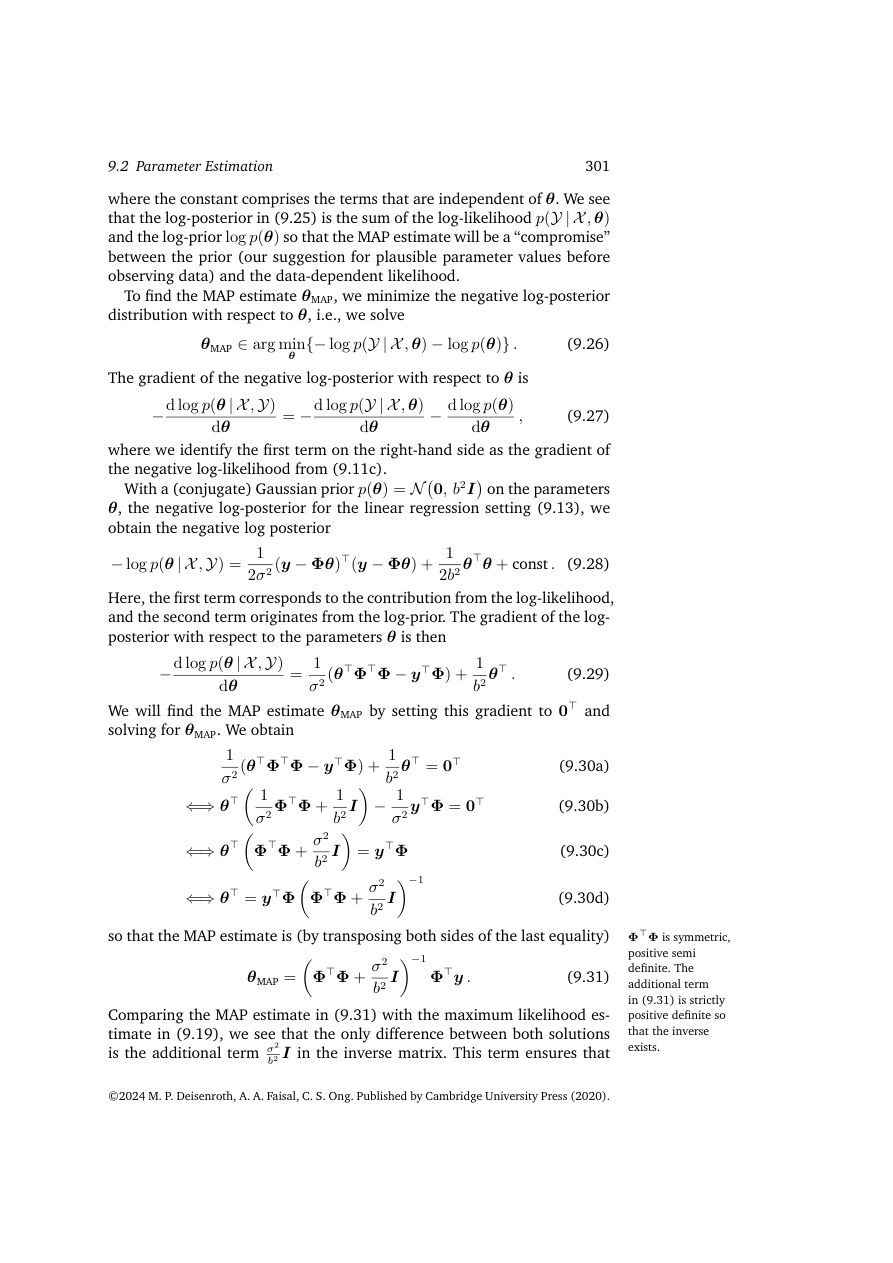 9.2 Parameter Estimation 301
where the constant comprises the terms that are independent of θ. We see
that the log-posterior in (9.25) is the sum of the log-likelihood p(𝒴 | 𝒳, θ)
and the log-prior log p(θ) so that the MAP estimate will be a “compromise”
between the prior (our suggestion for plausible parameter values before
observing data) and the data-dependent likelihood.
To find the MAP estimate θ_MAP, we minimize the negative log-posterior
distribution with respect to θ, i.e., we solve
θ_MAP ∈ arg min_θ {− log p(𝒴 | 𝒳, θ) − log p(θ)} . (9.26)
The gradient of the negative log-posterior with respect to θ is
− d log p(θ | 𝒳, 𝒴)/dθ = − d log p(𝒴 | 𝒳, θ)/dθ − d log p(θ)/dθ , (9.27)
where we identify the first term on the right-hand side as the gradient of
the negative log-likelihood from (9.11c).
With a (conjugate) Gaussian prior p(θ) = 𝒩(0, b²I) on the parameters
θ, the negative log-posterior for the linear regression setting (9.13), we
obtain the negative log posterior
− log p(θ | 𝒳, 𝒴) = 1/(2σ²) (y − Φθ)⊤(y − Φθ) + 1/(2b²) θ⊤θ + const . (9.28)
Here, the first term corresponds to the contribution from the log-likelihood,
and the second term originates from the log-prior. The gradient of the log-
posterior with respect to the parameters θ is then
− d log p(θ | 𝒳, 𝒴)/dθ = 1/σ² (θ⊤Φ⊤Φ − y⊤Φ) + 1/b² θ⊤ . (9.29)
We will find the MAP estimate θ_MAP by setting this gradient to 0⊤ and
solving for θ_MAP. We obtain
1/σ² (θ⊤Φ⊤Φ − y⊤Φ) + 1/b² θ⊤ = 0⊤ (9.30a)
⟺ θ⊤ (1/σ² Φ⊤Φ + 1/b² I) − 1/σ² y⊤Φ = 0⊤ (9.30b)
⟺ θ⊤ (Φ⊤Φ + σ²/b² I) = y⊤Φ (9.30c)
⟺ θ⊤ = y⊤Φ (Φ⊤Φ + σ²/b² I)⁻¹ (9.30d)
so that the MAP estimate is (by transposing both sides of the last equality)
θ_MAP = (Φ⊤Φ + σ²/b² I)⁻¹ Φ⊤y . (9.31)
Comparing the MAP estimate in (9.31) with the maximum likelihood es-
timate in (9.19), we see that the only difference between both solutions
is the additional term σ²/b² I in the inverse matrix. This term ensures that
Φ⊤Φ is symmetric,
positive semi
definite. The
additional term
in (9.31) is strictly
positive definite so
that the inverse
exists.
©2024 M. P. Deisenroth, A. A. Faisal, C. S. Ong. Published by Cambridge University Press (2020).